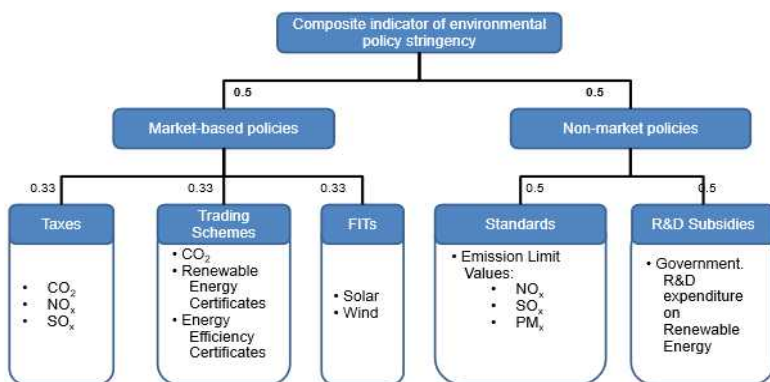 Composite indicator of environmental
policy stringency
0.5
0.5
Market-based policies
Non-market policies
0.33
0.33
0.33
0.5
0.5
Taxes
• CO₂
• NOₓ
• SOₓ
Trading
Schemes
• CO₂
• Renewable
Energy
Certificates
• Energy
Efficiency
Certificates
FITs
• Solar
• Wind
Standards
• Emission Limit
Values:
• NOₓ
• SOₓ
• PMₓ
R&D Subsidies
• Government.
R&D
expenditure
on
Renewable
Energy